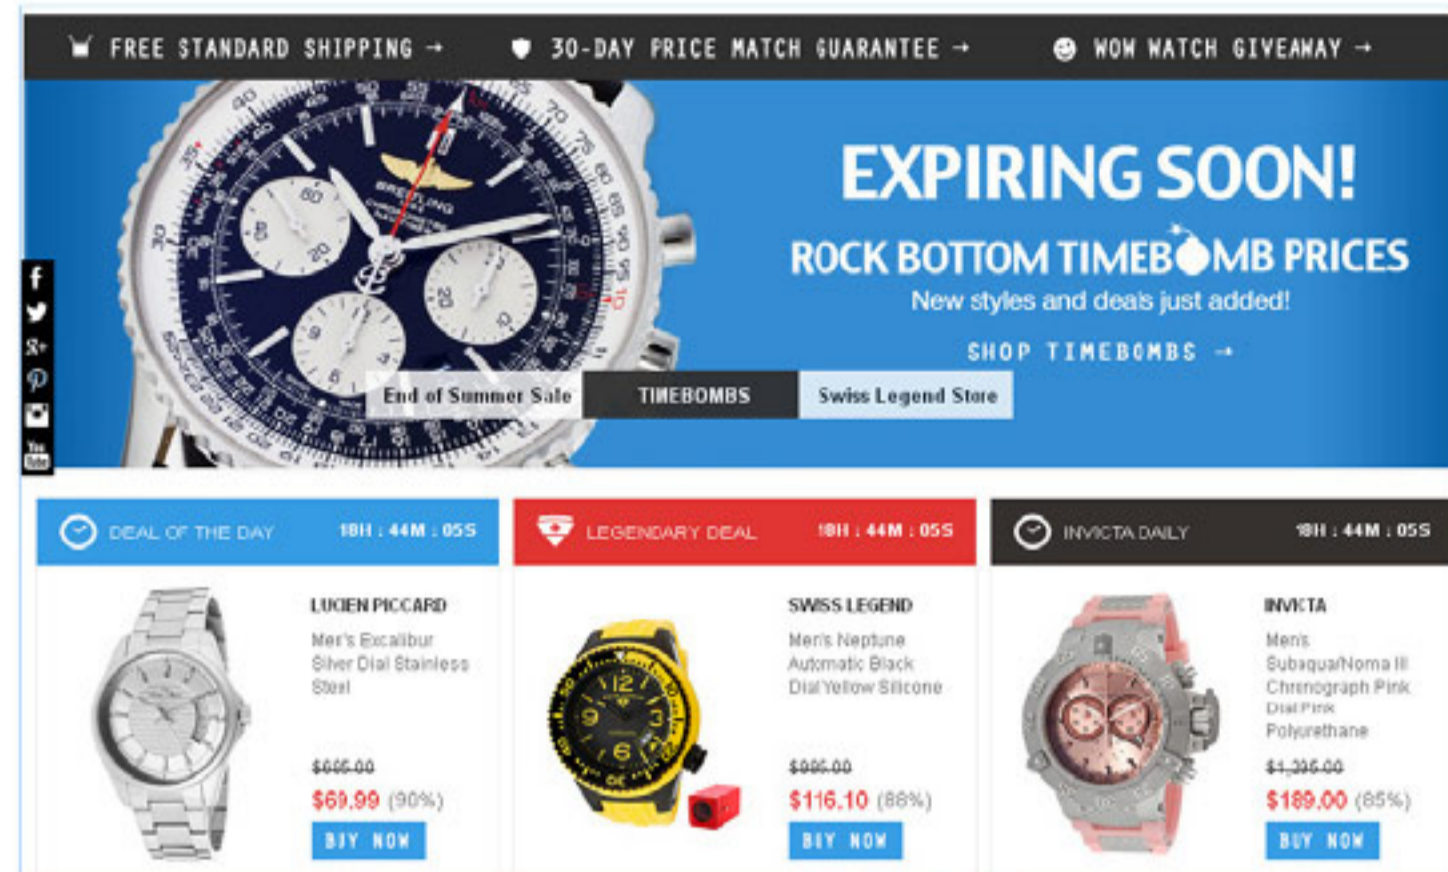 FREE STANDARD SHIPPING →
30-DAY PRICE MATCH GUARANTEE →
WOW WATCH GIVEAWAY →
BREITLING
EXPIRING SOON!
ROCK BOTTOM TIMEBOMB PRICES
New styles and deals just added!
SHOP TIMEBOMBS →
End of Summer Sale
TIMEBOMBS
Swiss Legend Store
You
Tube
DEAL OF THE DAY
18H : 44M : 05S
LEGENDARY DEAL
18H : 44M : 05S
INVICTA DAILY
18H : 44M : 05S
LUCIEN PICCARD
Men's Excalibur
Silver Dial Stainless
Steel
$69.99 (90%)
BUY NOW
SWISS LEGEND
Men's Neptune
Automatic Black
Dial Yellow Silicone
$116.10 (88%)
BUY NOW
INVICTA
Men's
Subaqua/Noma III
Chronograph Pink
Dial Pink
Polyurethane
$189.00 (85%)
BUY NOW